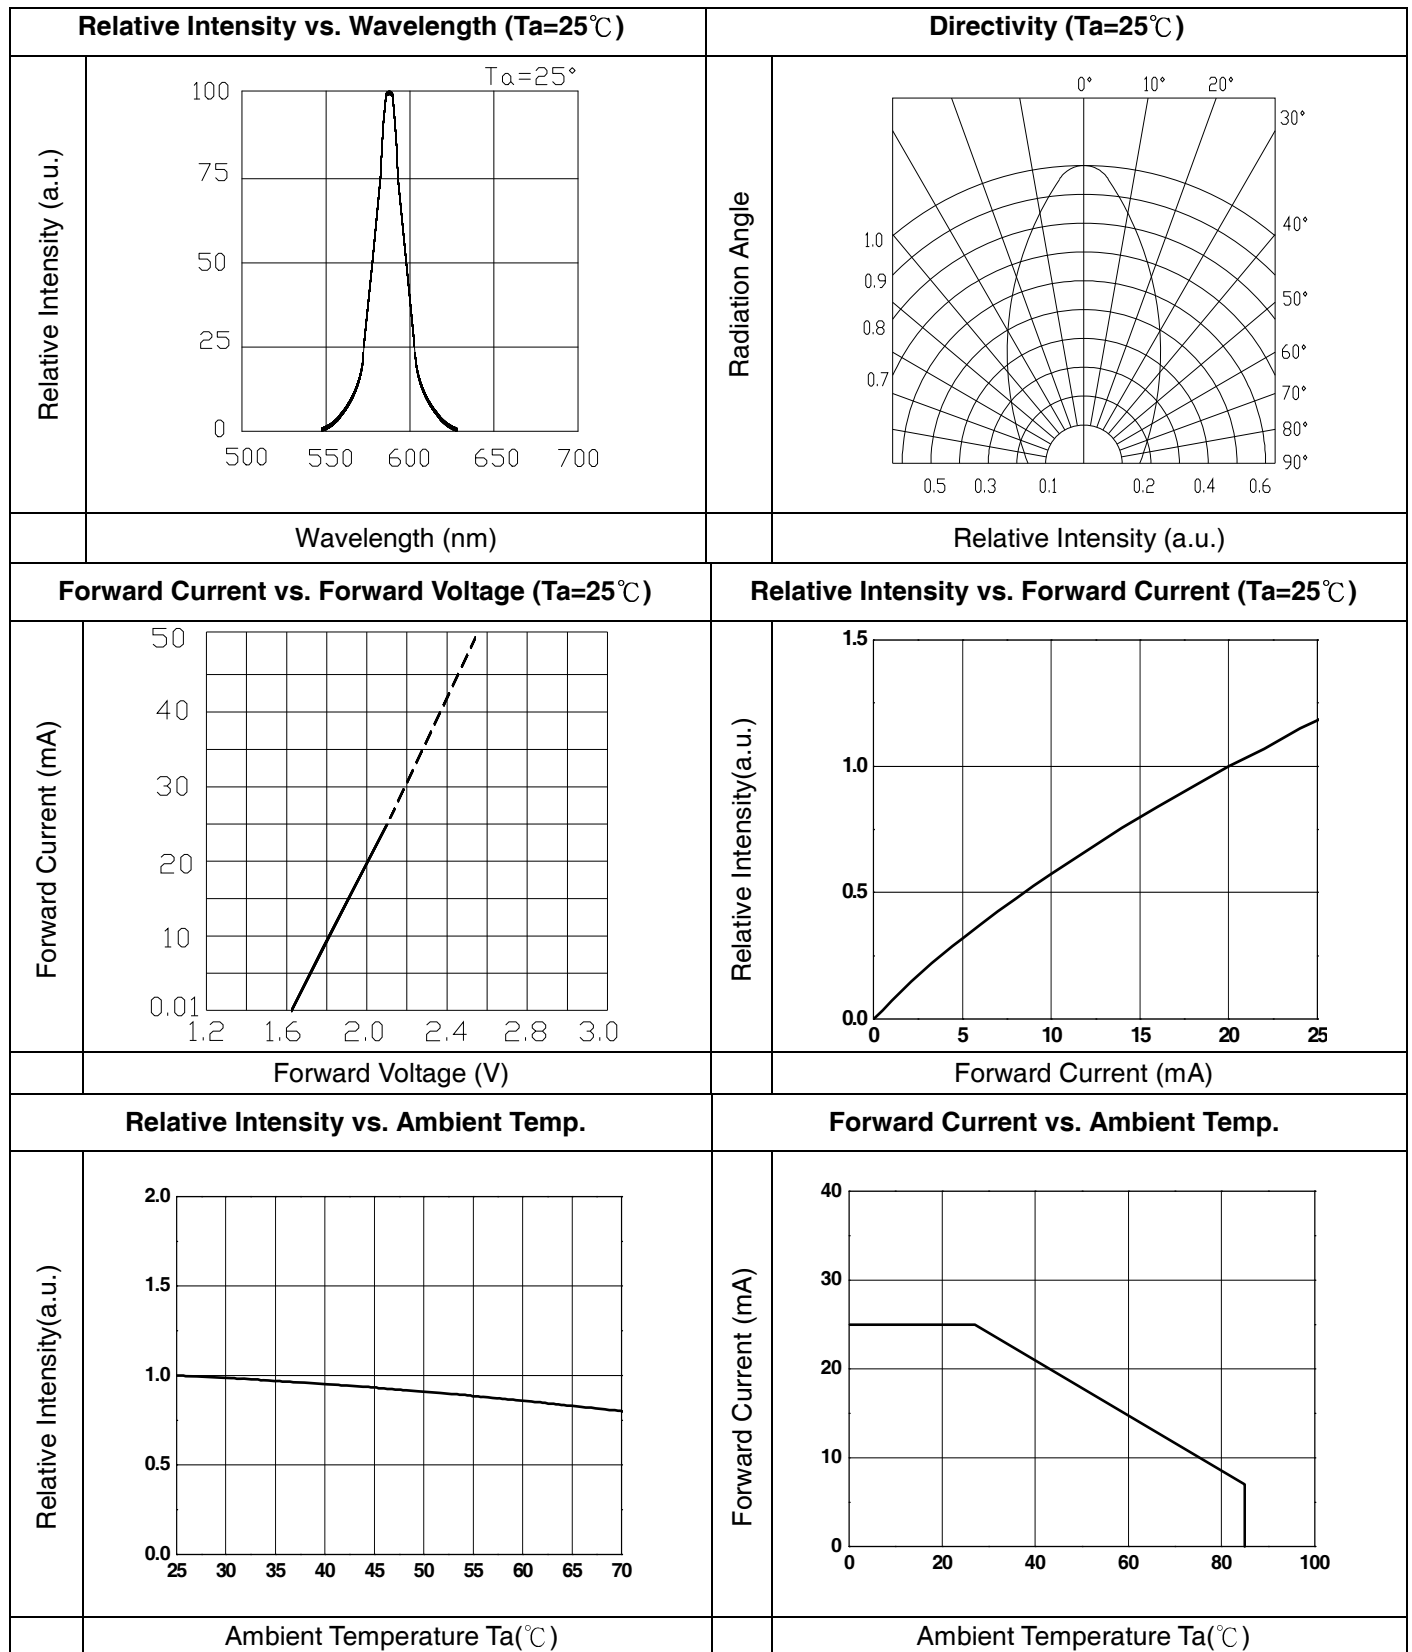 Relative Intensity vs. Wavelength (Ta=25℃)
Directivity (Ta=25℃)
Relative Intensity (a.u.)
Ta=25°
100
75
50
25
0
500 550 600 650 700
Wavelength (nm)
Radiation Angle
0° 10° 20°
30°
40°
50°
60°
70°
80°
90°
1.0
0.9
0.8
0.7
0.5 0.3 0.1 0.2 0.4 0.6
Relative Intensity (a.u.)
Forward Current vs. Forward Voltage (Ta=25℃)
Relative Intensity vs. Forward Current (Ta=25℃)
Forward Current (mA)
50
40
30
20
10
0.01
1.2 1.6 2.0 2.4 2.8 3.0
Forward Voltage (V)
Relative Intensity(a.u.)
1.5
1.0
0.5
0.0
0 5 10 15 20 25
Forward Current (mA)
Relative Intensity vs. Ambient Temp.
Forward Current vs. Ambient Temp.
Relative Intensity(a.u.)
2.0
1.5
1.0
0.5
0.0
25 30 35 40 45 50 55 60 65 70
Ambient Temperature Ta(℃)
Forward Current (mA)
40
30
20
10
0
0 20 40 60 80 100
Ambient Temperature Ta(℃)